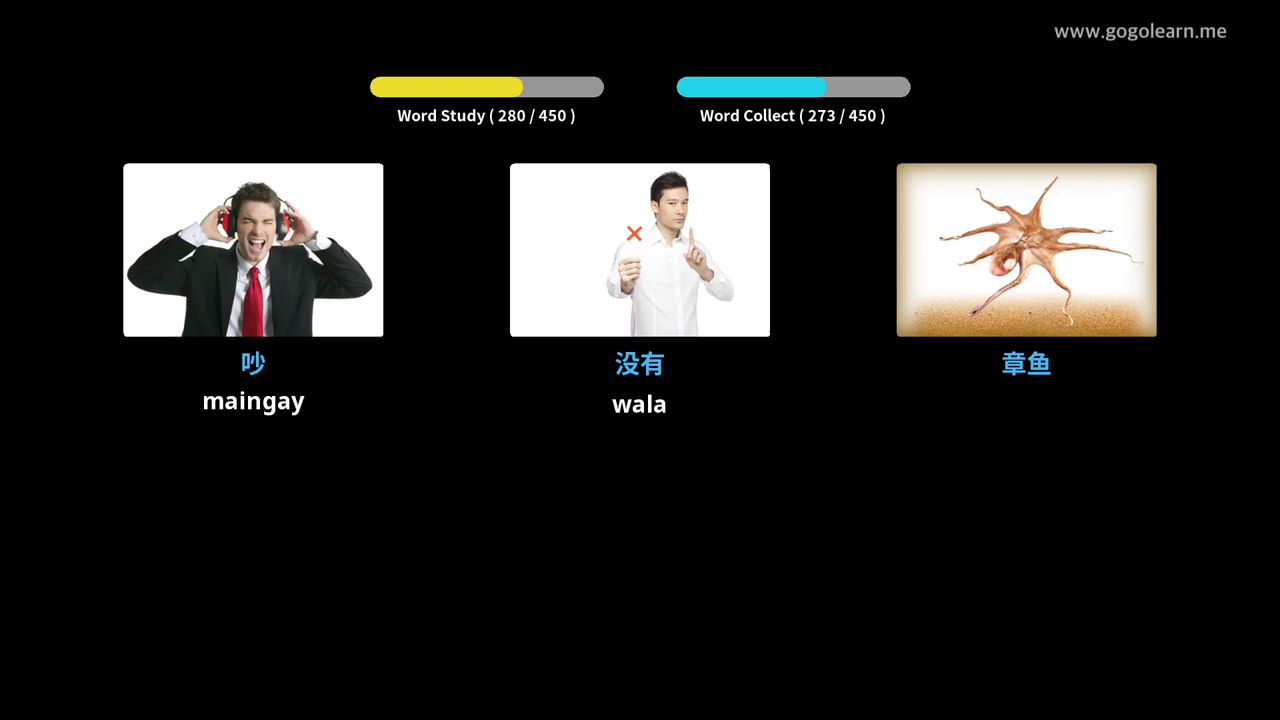 www.gogolearn.me
Word Study ( 280 / 450 )
Word Collect ( 273 / 450 )
吵
没有
章鱼
maingay
wala